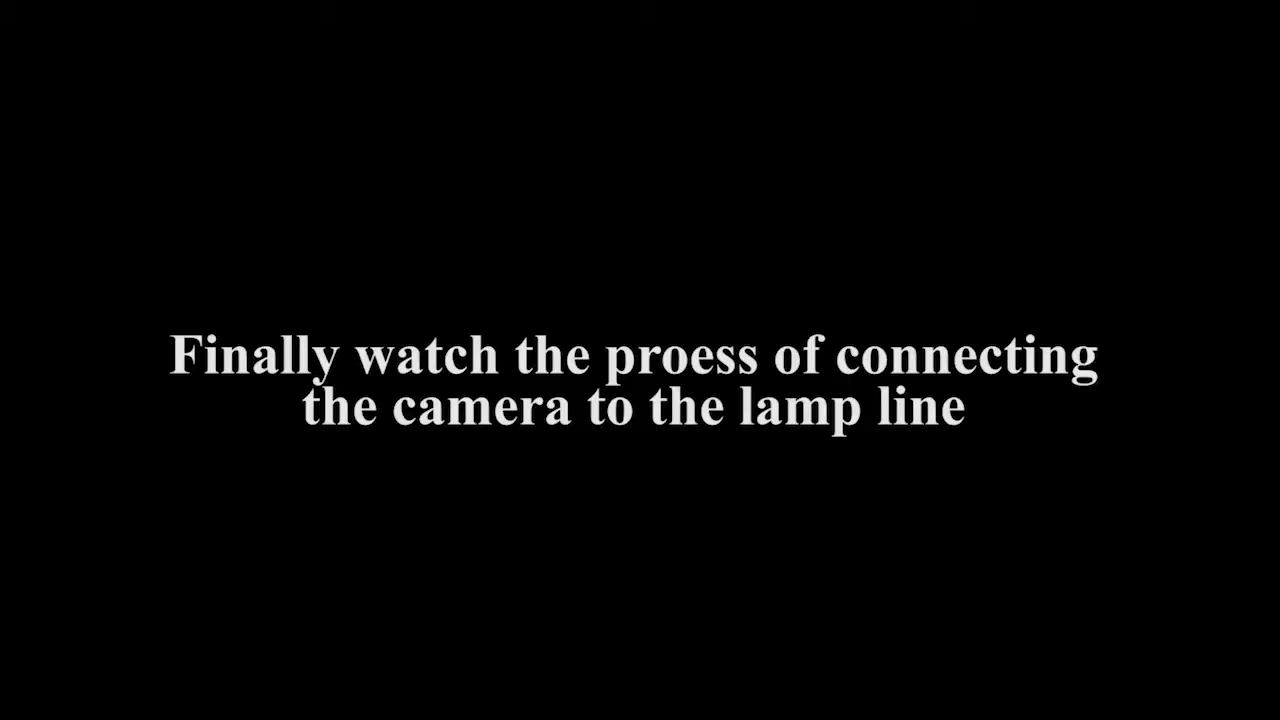 Finally watch the proess of connecting
the camera to the lamp line